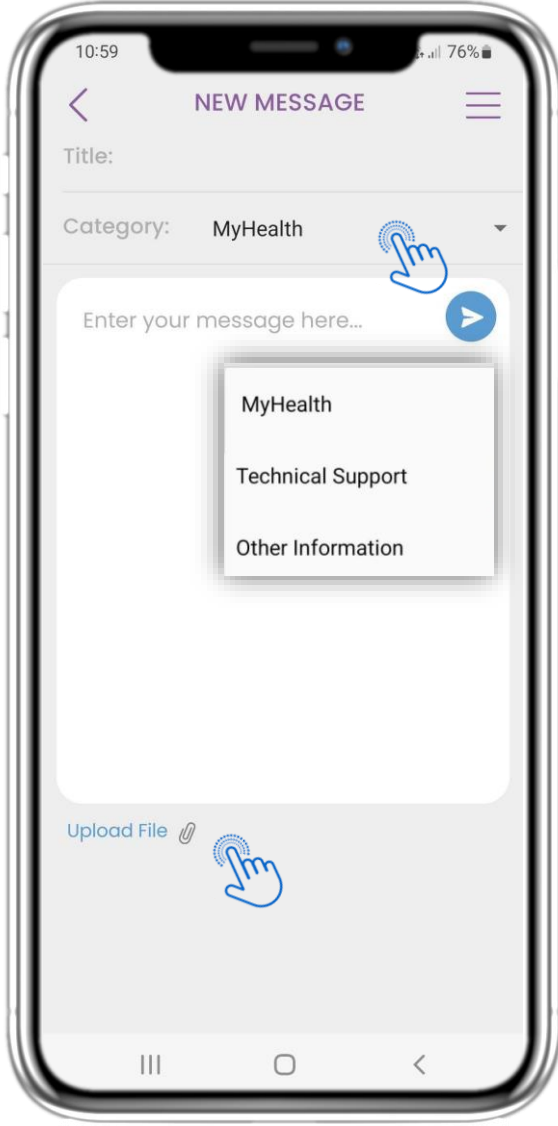 10:59 76%
NEW MESSAGE
Title:
Category: MyHealth
Enter your message here...
MyHealth
Technical Support
Other Information
Upload File